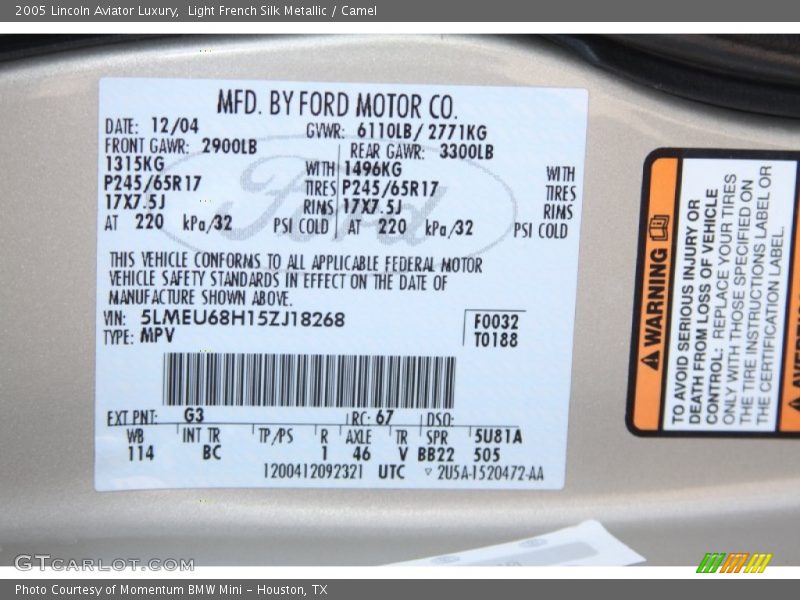 2005 Lincoln Aviator Luxury,  Light French Silk Metallic / Camel
MFD. BY FORD MOTOR CO.
DATE: 12/04 GVWR: 6110LB/ 2771KG
FRONT GAWR: 2900LB REAR GAWR: 3300LB
1315KG WITH 1496KG WITH
P245/65R17 TIRES P245/65R17 TIRES
17X7.5J RIMS 17X7.5J RIMS
AT 220 kPa/32 PSI COLD AT 220 kPa/32 PSI COLD
Ford
THIS VEHICLE CONFORMS TO ALL APPLICABLE FEDERAL MOTOR
VEHICLE SAFETY STANDARDS IN EFFECT ON THE DATE OF
MANUFACTURE SHOWN ABOVE.
VIN: 5LMEU68H15ZJ18268 F0032
TYPE: MPV T0188
EXT PNT: G3 RC: 67 DSO:
WB INT TR TP/PS R AXLE TR SPR 5U81A
114 BC 1 46 V BB22 505
1200412092321 UTC ▽ 2U5A-1520472-AA
WARNING
TO AVOID SERIOUS INJURY OR
DEATH FROM LOSS OF VEHICLE
CONTROL: REPLACE YOUR TIRES
ONLY WITH THOSE SPECIFIED ON
THE TIRE INSTRUCTIONS LABEL OR
THE CERTIFICATION LABEL.
GTcarlot.com
Photo Courtesy of Momentum BMW Mini – Houston, TX